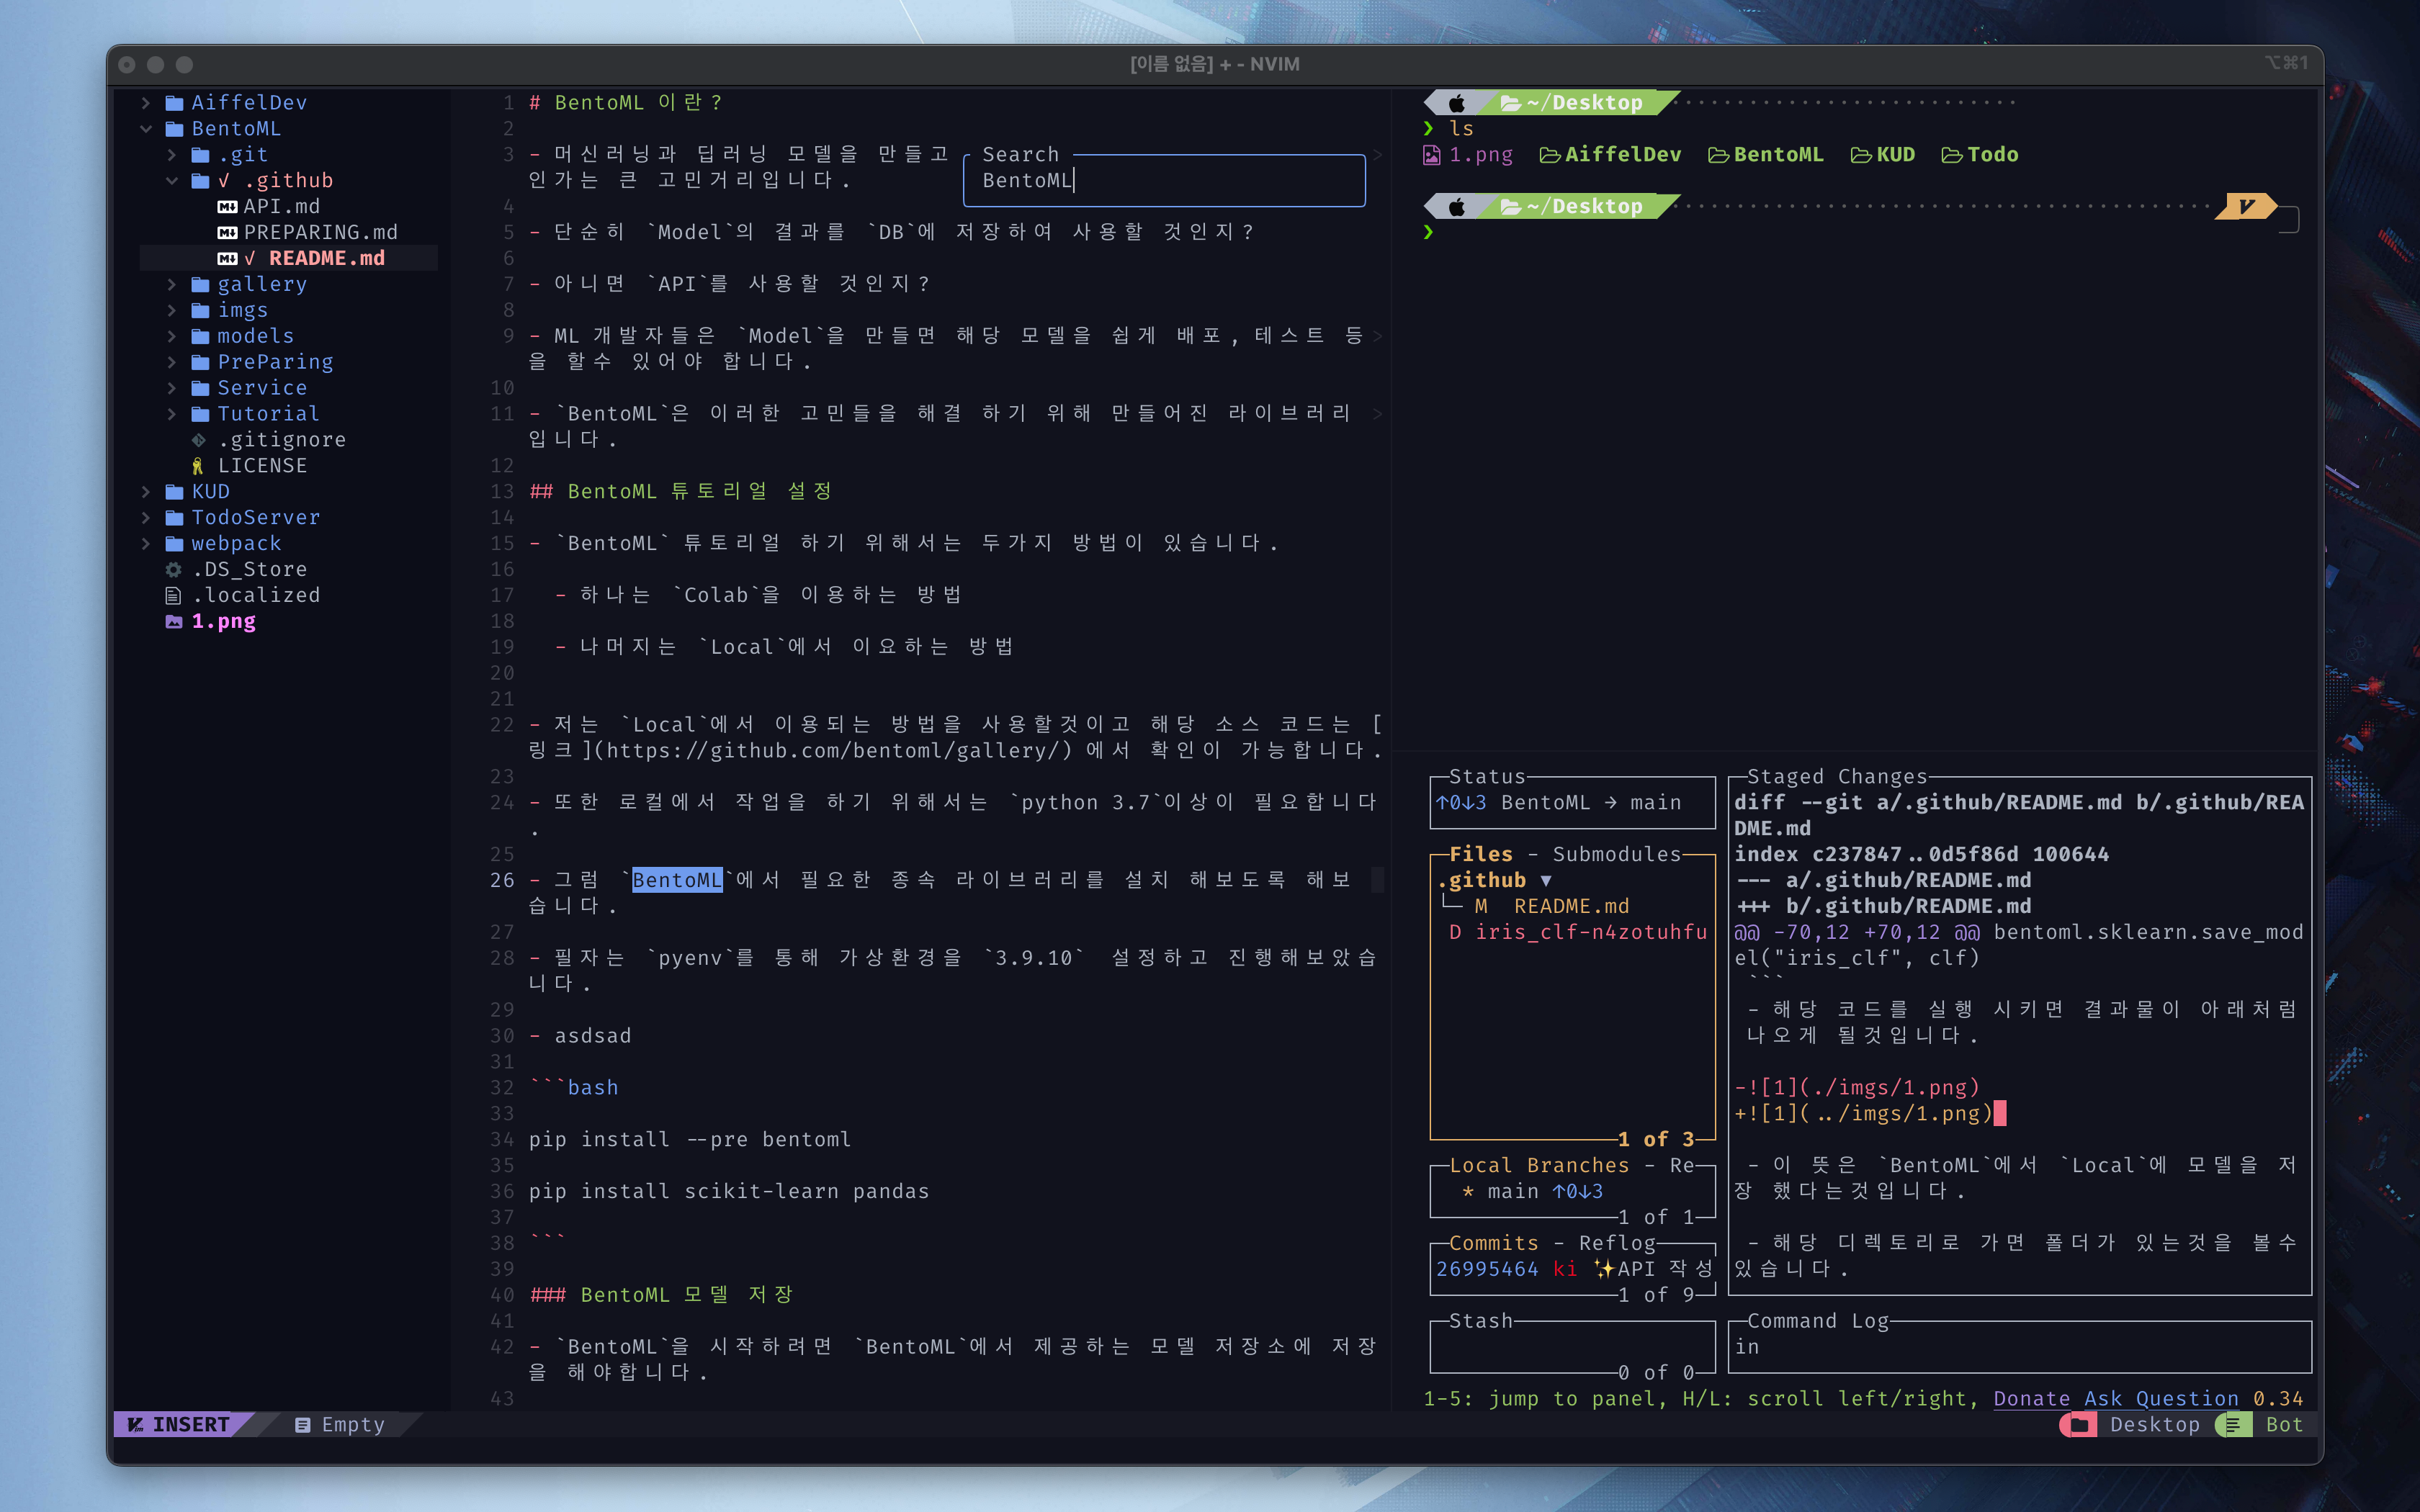 [이름 없음] + - NVIM
⌥⌘1
AiffelDev
BentoML
.git
√ .github
API.md
PREPARING.md
√ README.md
gallery
imgs
models
PreParing
Service
Tutorial
.gitignore
LICENSE
KUD
TodoServer
webpack
.DS_Store
.localized
1.png
1 # BentoML 이란?
2
3 - 머신러닝과 딥러닝 모델을 만들고
인가는 큰 고민거리입니다.
Search
BentoML
4
5 - 단순히 `Model`의 결과를 `DB`에 저장하여 사용할 것인지?
6
7 - 아니면 `API`를 사용할 것인지?
8
9 - ML 개발자들은 `Model`을 만들면 해당 모델을 쉽게 배포, 테스트 등
을 할수 있어야 합니다.
10
11 - `BentoML`은 이러한 고민들을 해결 하기 위해 만들어진 라이브러리
입니다.
12
13 ## BentoML 튜토리얼 설정
14
15 - `BentoML` 튜토리얼 하기 위해서는 두가지 방법이 있습니다.
16
17 - 하나는 `Colab`을 이용하는 방법
18
19 - 나머지는 `Local`에서 이요하는 방법
20
21
22 - 저는 `Local`에서 이용되는 방법을 사용할것이고 해당 소스 코드는 [
링크](https://github.com/bentoml/gallery/) 에서 확인이 가능합니다.
23
24 - 또한 로컬에서 작업을 하기 위해서는 `python 3.7`이상이 필요합니다
.
25
26 - 그럼 `BentoML`에서 필요한 종속 라이브러리를 설치 해보도록 해보
습니다.
27
28 - 필자는 `pyenv`를 통해 가상환경을 `3.9.10` 설정하고 진행해보았습
니다.
29
30 - asdsad
31
32 ```bash
33
34 pip install --pre bentoml
35
36 pip install scikit-learn pandas
37
38 ```
39
40 ### BentoML 모델 저장
41
42 - `BentoML`을 시작하려면 `BentoML`에서 제공하는 모델 저장소에 저장
을 해야합니다.
43
~/Desktop
❯ ls
1.png AiffelDev BentoML KUD Todo
~/Desktop
❯
Status
↑0↓3 BentoML → main
Files - Submodules
.github ▼
M README.md
D iris_clf-n4zotuhfu
1 of 3
Local Branches - Re
* main ↑0↓3
1 of 1
Commits - Reflog
26995464 ki ✨API 작성
1 of 9
Stash
0 of 0
Staged Changes
diff --git a/.github/README.md b/.github/REA
DME.md
index c237847..0d5f86d 100644
--- a/.github/README.md
+++ b/.github/README.md
@@ -70,12 +70,12 @@ bentoml.sklearn.save_mod
el("iris_clf", clf)
```
- 해당 코드를 실행 시키면 결과물이 아래처럼
나오게 될것입니다.
-![1](./imgs/1.png)
+![1](../imgs/1.png)
- 이 뜻은 `BentoML`에서 `Local`에 모델을 저
장 했다는것입니다.
- 해당 디렉토리로 가면 폴더가 있는것을 볼수
있습니다.
Command Log
in
1-5: jump to panel, H/L: scroll left/right, Donate Ask Question 0.34
INSERT Empty
Desktop Bot